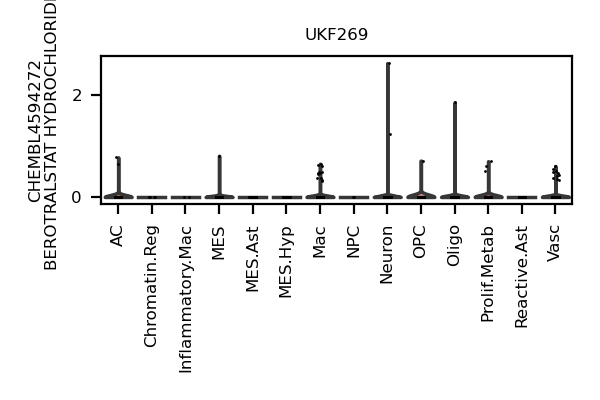 UKF269
CHEMBL4594272
BEROTRALSTAT HYDROCHLORIDE
2
0
AC
Chromatin.Reg
Inflammatory.Mac
MES
MES.Ast
MES.Hyp
Mac
NPC
Neuron
OPC
Oligo
Prolif.Metab
Reactive.Ast
Vasc